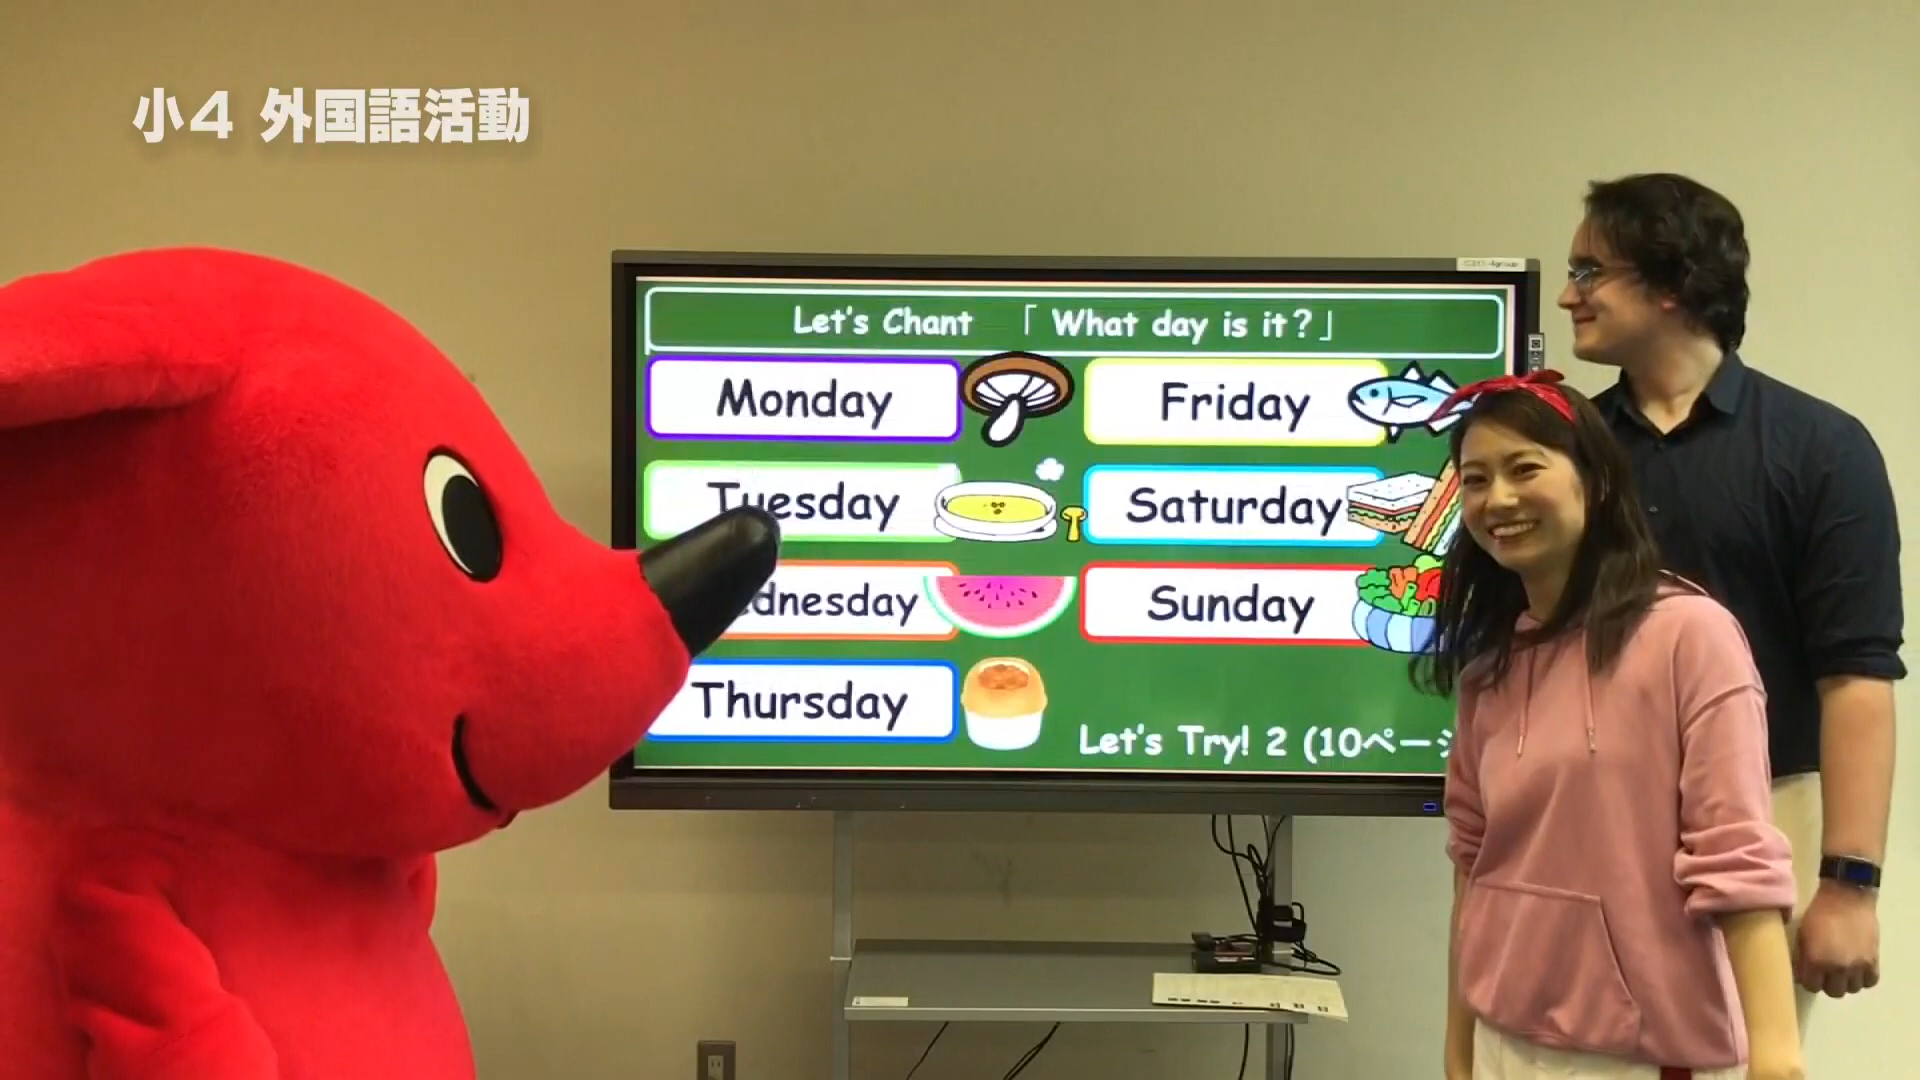 小4 外国語活動
Let's Chant 「What day is it?」
Monday
Tuesday
dnesday
Thursday
Friday
Saturday
Sunday
Let's Try! 2 (10ペー